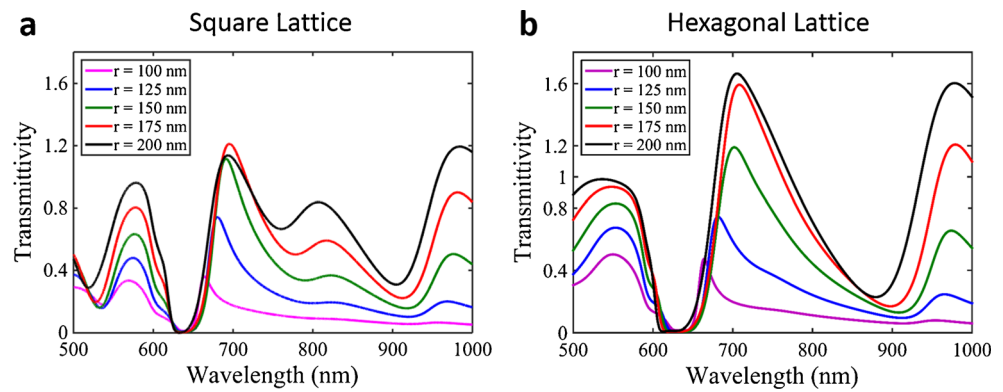 a Square Lattice
Transmittivity
1.6
1.2
0.8
0.4
0
r = 100 nm
r = 125 nm
r = 150 nm
r = 175 nm
r = 200 nm
500 600 700 800 900 1000
Wavelength (nm)
b Hexagonal Lattice
Transmittivity
1.6
1.2
1
0.8
0.4
0
r = 100 nm
r = 125 nm
r = 150 nm
r = 175 nm
r = 200 nm
500 600 700 800 900 1000
Wavelength (nm)